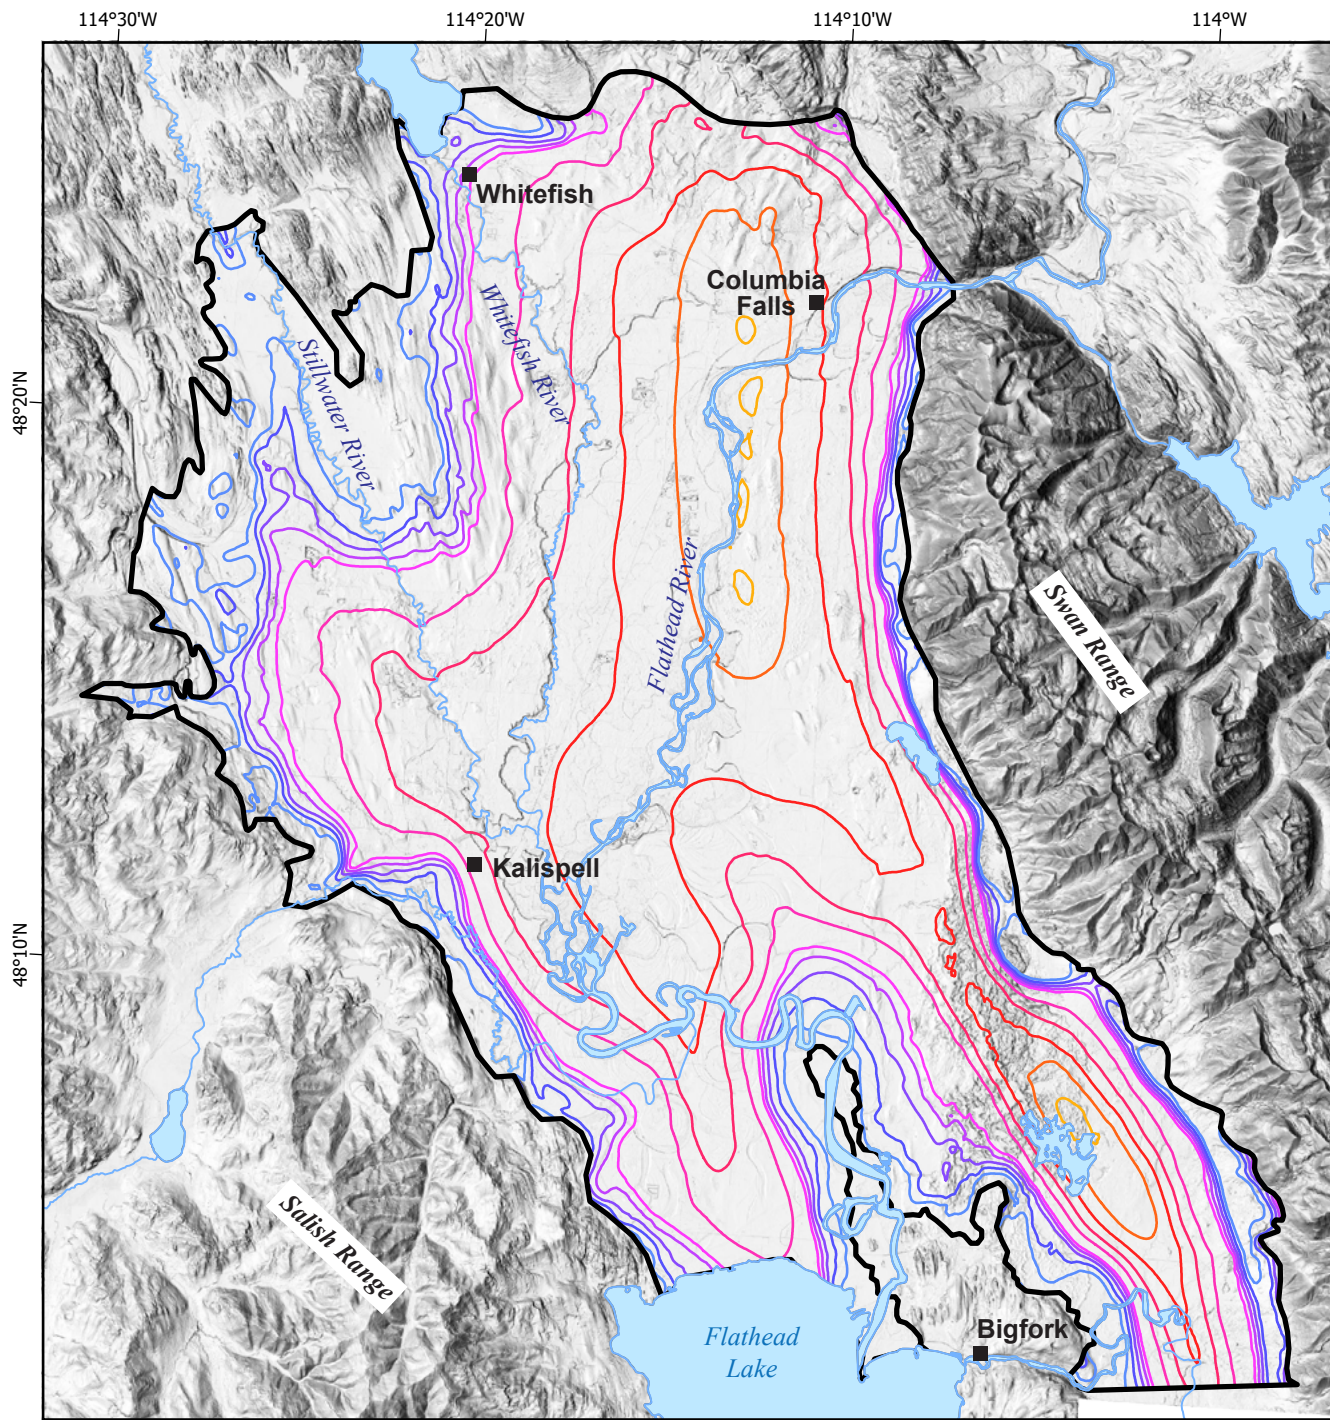 114°30'W 114°20'W 114°10'W 114°W
Whitefish
Columbia
Falls
Whitefish River
Stillwater River
48°20'N
Flathead River
Swan Range
Kalispell
48°10'N
Salish Range
Bigfork
Flathead
Lake